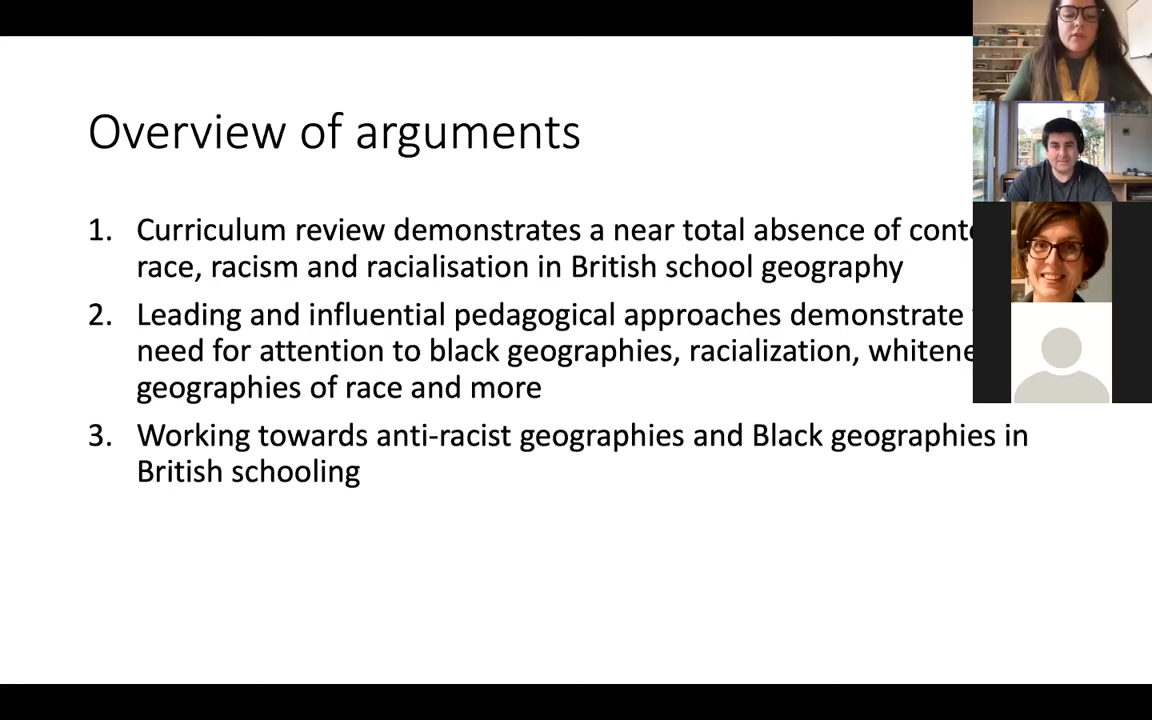 Overview of arguments
1. Curriculum review demonstrates a near total absence of
race, racism and racialisation in British school geography
2. Leading and influential pedagogical approaches demonstrate
need for attention to black geographies, racialization,
geographies of race and more
3. Working towards anti-racist geographies and Black geographies in
British schooling